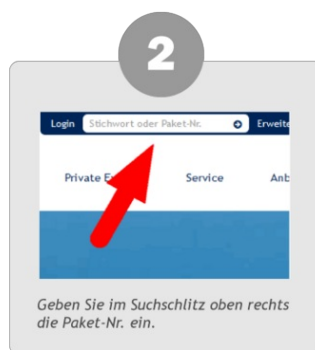 2
Login Stichwort oder Paket-Nr. Erweite
Private E Service Anb
Geben Sie im Suchschlitz oben rechts
die Paket-Nr. ein.